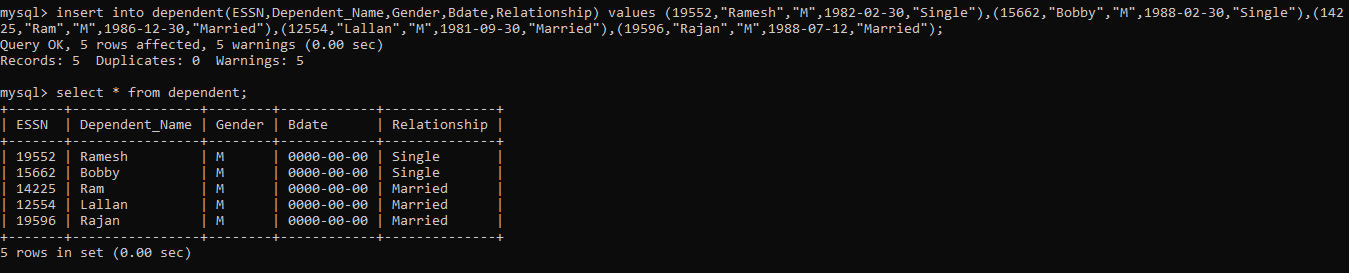 mysql> insert into dependent(ESSN,Dependent_Name,Gender,Bdate,Relationship) values (19552,"Ramesh","M",1982-02-30,"Single"),(15662,"Bobby","M",1988-02-30,"Single"),(142
25,"Ram","M",1986-12-30,"Married"),(12554,"Lallan","M",1981-09-30,"Married"),(19596,"Rajan","M",1988-07-12,"Married");
Query OK, 5 rows affected, 5 warnings (0.00 sec)
Records: 5  Duplicates: 0  Warnings: 5
mysql> select * from dependent;
+-------+----------------+--------+------------+--------------+
| ESSN  | Dependent_Name | Gender | Bdate      | Relationship |
+-------+----------------+--------+------------+--------------+
| 19552 | Ramesh         | M      | 0000-00-00 | Single       |
| 15662 | Bobby          | M      | 0000-00-00 | Single       |
| 14225 | Ram            | M      | 0000-00-00 | Married      |
| 12554 | Lallan         | M      | 0000-00-00 | Married      |
| 19596 | Rajan          | M      | 0000-00-00 | Married      |
+-------+----------------+--------+------------+--------------+
5 rows in set (0.00 sec)